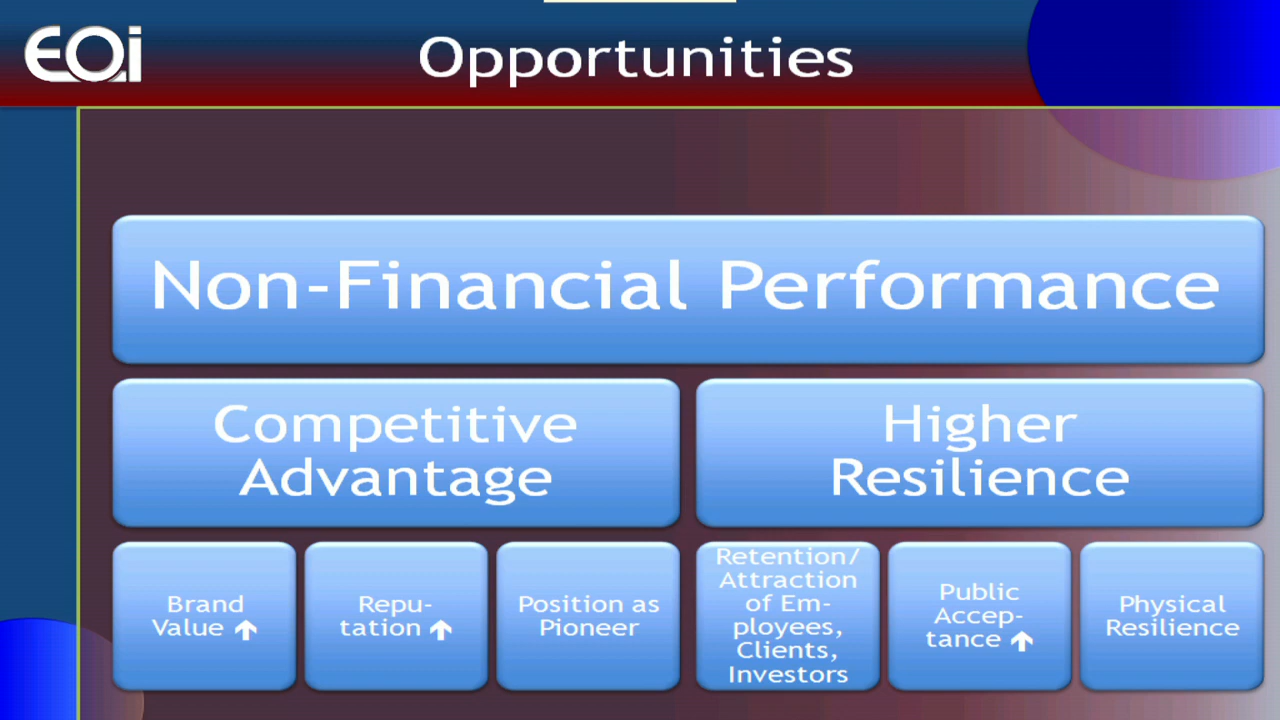 EQi
Opportunities
Non-Financial Performance
Competitive
Advantage
Higher
Resilience
Brand
Value ↑
Repu-
tation ↑
Position as
Pioneer
Retention/
Attraction
of Em-
ployees,
Clients,
Investors
Public
Accep-
tance ↑
Physical
Resilience